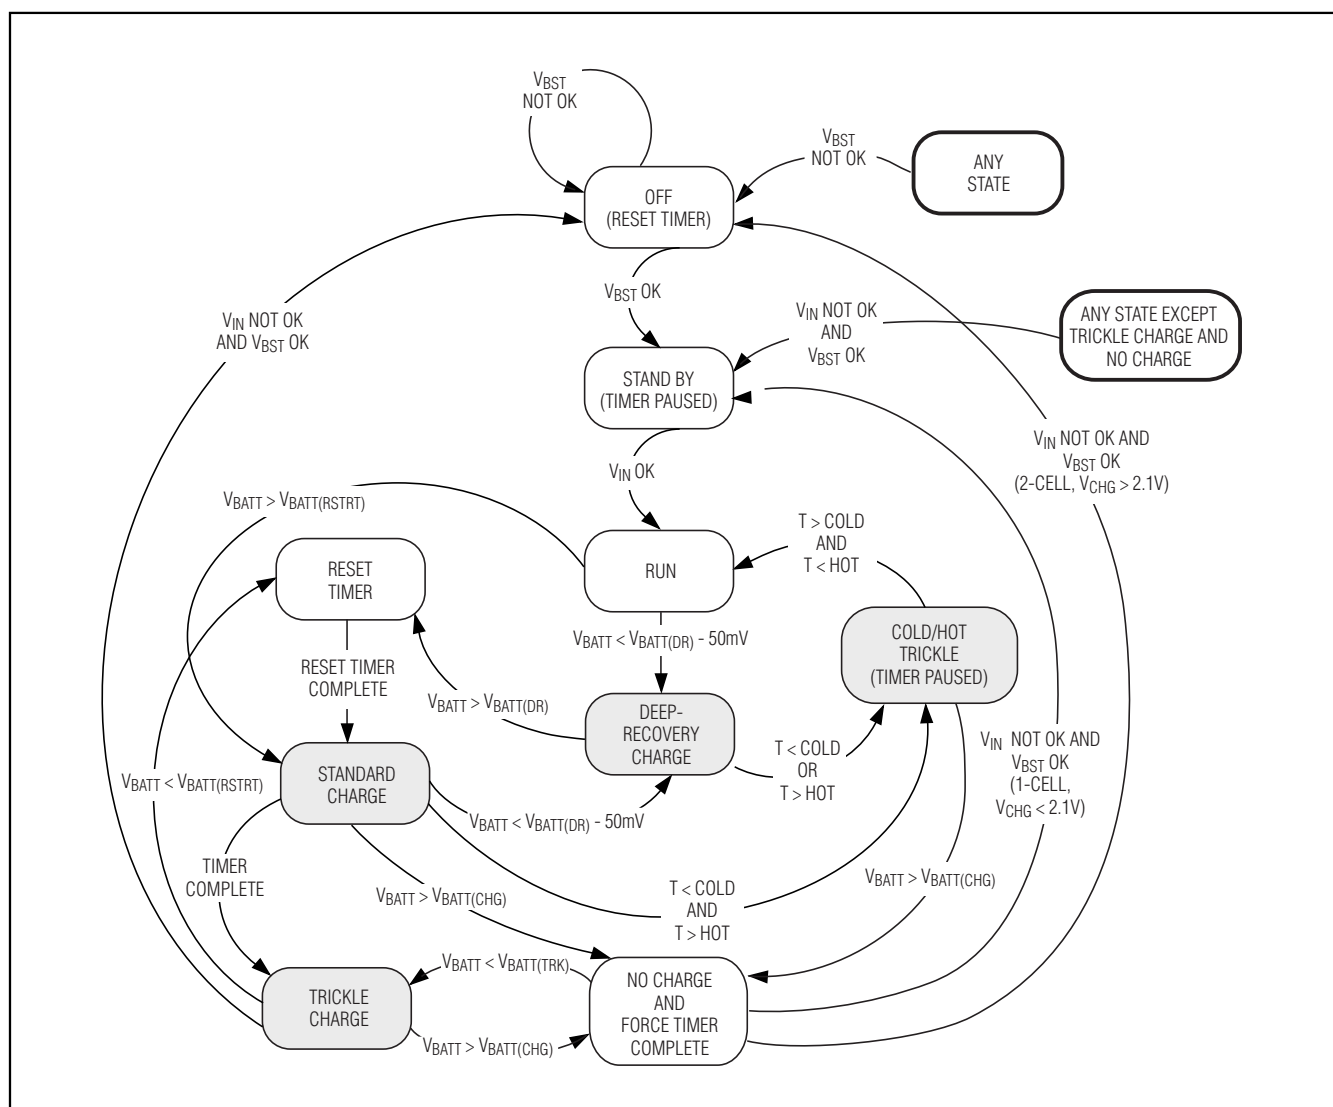 VBST
NOT OK
VBST
NOT OK
ANY
STATE
OFF
(RESET TIMER)
VBST OK
VIN NOT OK
AND VBST OK
VIN NOT OK
AND
VBST OK
ANY STATE EXCEPT
TRICKLE CHARGE AND
NO CHARGE
STAND BY
(TIMER PAUSED)
VIN NOT OK AND
VBST OK
(2-CELL, VCHG > 2.1V)
VIN OK
VBATT > VBATT(RSTRT)
T > COLD
AND
T < HOT
RESET
TIMER
RUN
COLD/HOT
TRICKLE
(TIMER PAUSED)
VBATT < VBATT(DR) - 50mV
RESET TIMER
COMPLETE
VBATT > VBATT(DR)
DEEP-
RECOVERY
CHARGE
T < COLD
OR
T > HOT
VIN NOT OK AND
VBST OK
(1-CELL,
VCHG < 2.1V)
VBATT < VBATT(RSTRT)
STANDARD
CHARGE
VBATT < VBATT(DR) - 50mV
TIMER
COMPLETE
VBATT > VBATT(CHG)
T < COLD
AND
T > HOT
VBATT > VBATT(CHG)
VBATT < VBATT(TRK)
TRICKLE
CHARGE
NO CHARGE
AND
FORCE TIMER
COMPLETE
VBATT > VBATT(CHG)